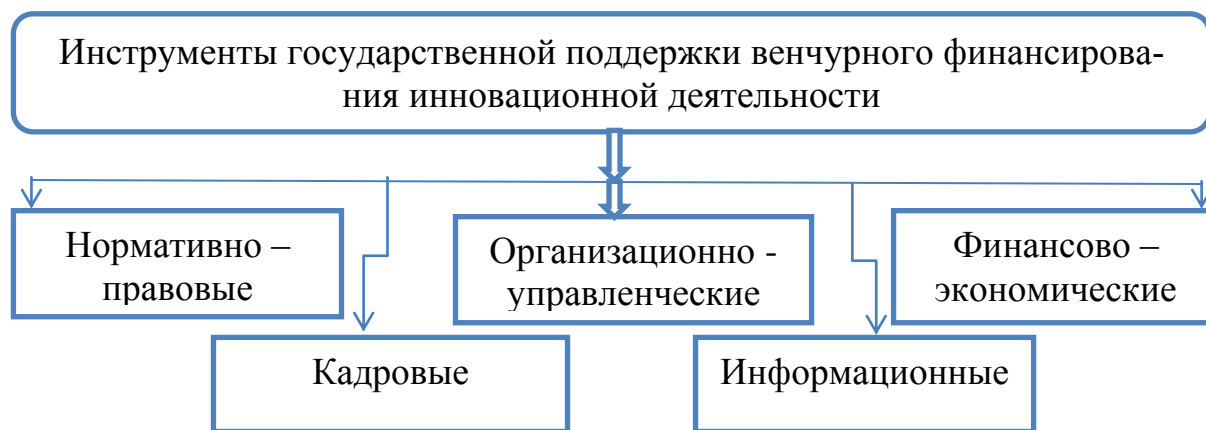 Инструменты государственной поддержки венчурного финансирова-
ния инновационной деятельности
Нормативно –
правовые
Организационно -
управленческие
Финансово –
экономические
Кадровые
Информационные